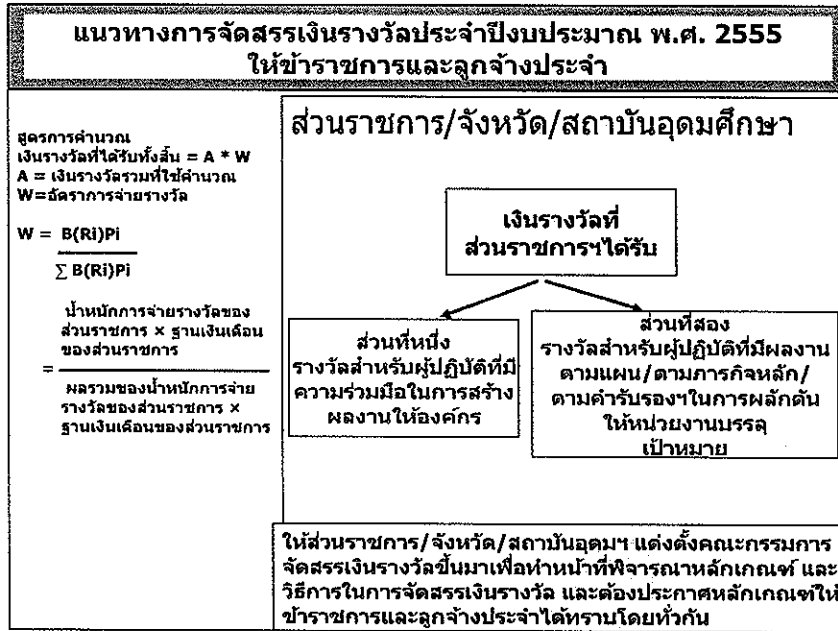 แนวทางการจัดสรรเงินรางวัลประจำปีงบประมาณ พ.ศ. 2555
ให้ข้าราชการและลูกจ้างประจำ
สูตรการคำนวณ
เงินรางวัลที่ได้รับทั้งสิ้น = A * W
A = เงินรางวัลรวมที่ใช้คำนวณ
W=อัตราการจ่ายรางวัล
W = B(Ri)Pi
∑ B(Ri)Pi
น้ำหนักการจ่ายรางวัลของ
ส่วนราชการ × ฐานเงินเดือน
ของส่วนราชการ
=
ผลรวมของน้ำหนักการจ่าย
รางวัลของส่วนราชการ ×
ฐานเงินเดือนของส่วนราชการ
ส่วนราชการ/จังหวัด/สถาบันอุดมศึกษา
เงินรางวัลที่
ส่วนราชการฯได้รับ
ส่วนที่หนึ่ง
รางวัลสำหรับผู้ปฏิบัติที่มี
ความร่วมมือในการสร้าง
ผลงานให้องค์กร
ส่วนที่สอง
รางวัลสำหรับผู้ปฏิบัติที่มีผลงาน
ตามแผน/ตามภารกิจหลัก/
ตามคำรับรองฯในการผลักดัน
ให้หน่วยงานบรรลุ
เป้าหมาย
ให้ส่วนราชการ/จังหวัด/สถาบันอุดมฯ แต่งตั้งคณะกรรมการ
จัดสรรเงินรางวัลขึ้นมาเพื่อทำหน้าที่พิจารณาหลักเกณฑ์ และ
วิธีการในการจัดสรรเงินรางวัล และต้องประกาศหลักเกณฑ์ให้
ข้าราชการและลูกจ้างประจำได้ทราบโดยทั่วกัน